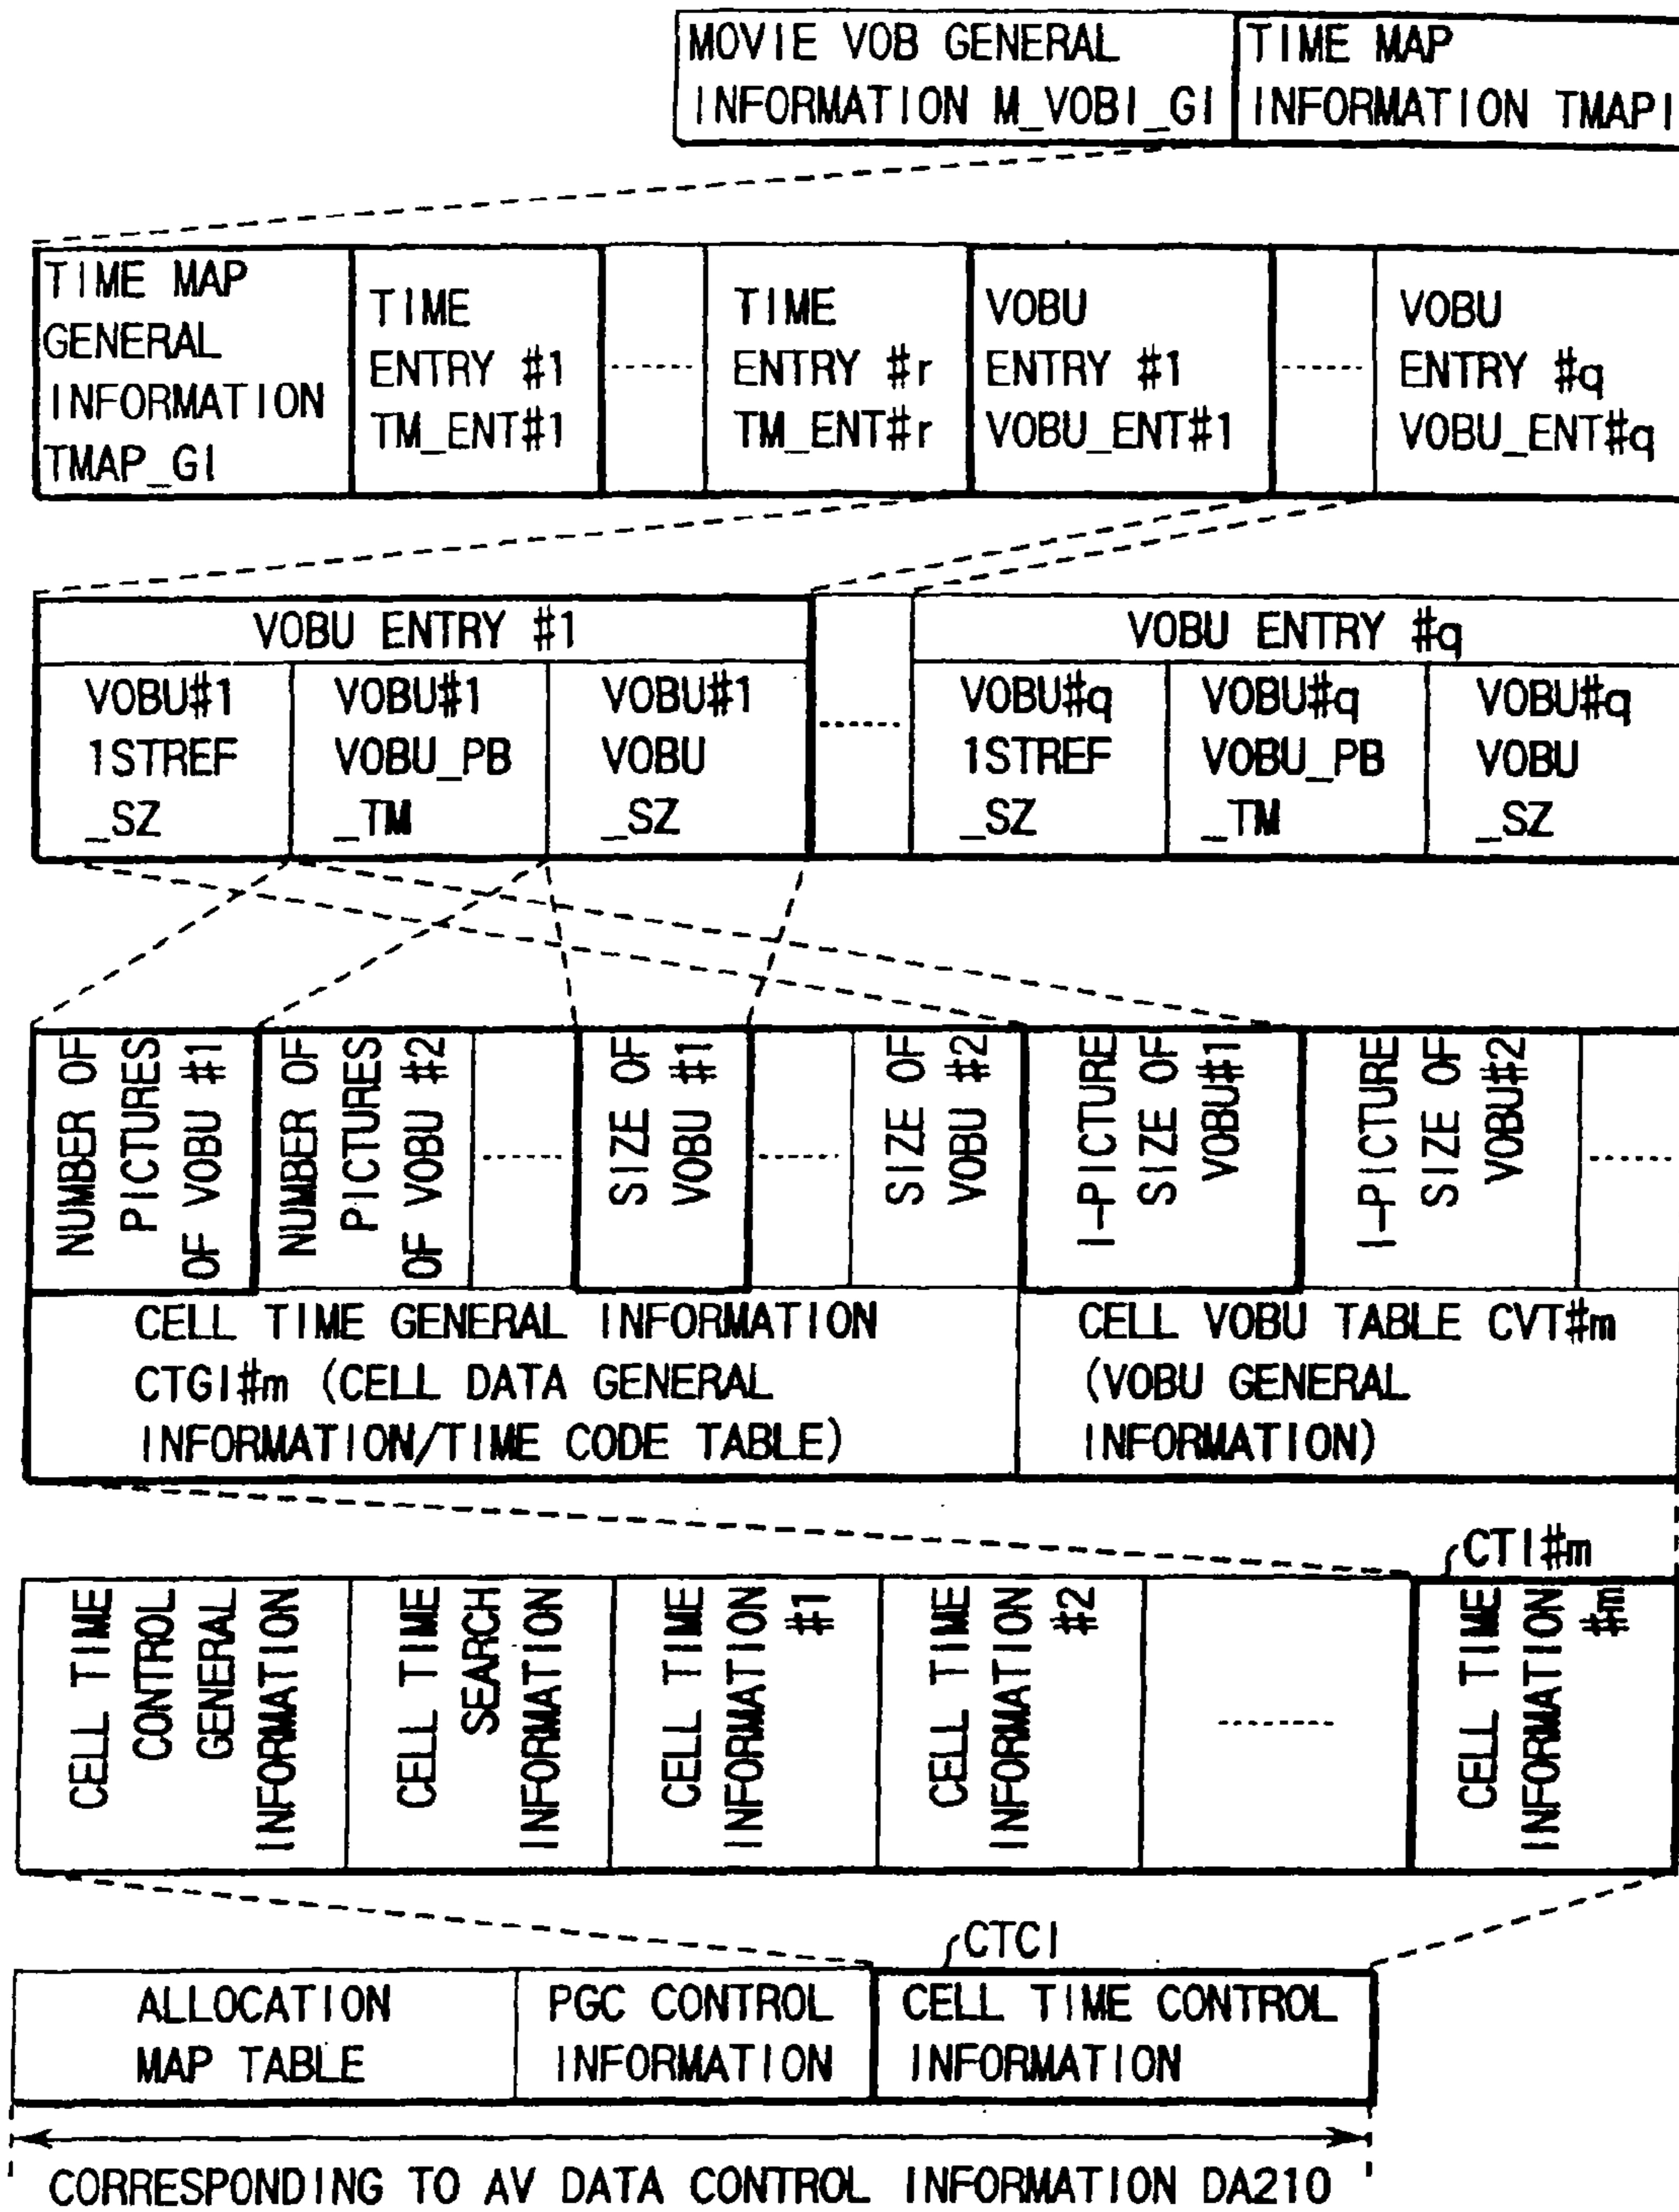 MOVIE VOB GENERAL
INFORMATION M_VOBI_GI
TIME MAP
INFORMATION TMAPI
TIME MAP
GENERAL
INFORMATION
TMAP_GI
TIME
ENTRY #1
TM_ENT#1
TIME
ENTRY #r
TM_ENT#r
VOBU
ENTRY #1
VOBU_ENT#1
VOBU
ENTRY #q
VOBU_ENT#q
VOBU ENTRY #1
VOBU#1
1STREF
_SZ
VOBU#1
VOBU_PB
_TM
VOBU#1
VOBU
_SZ
VOBU ENTRY #q
VOBU#q
1STREF
_SZ
VOBU#q
VOBU_PB
_TM
VOBU#q
VOBU
_SZ
NUMBER OF
PICTURES
OF VOBU #1
NUMBER OF
PICTURES
OF VOBU #2
SIZE OF
VOBU #1
SIZE OF
VOBU #2
I-PICTURE
SIZE OF
VOBU#1
I-PICTURE
SIZE OF
VOBU#2
CELL TIME GENERAL INFORMATION
CTGI#m (CELL DATA GENERAL
INFORMATION/TIME CODE TABLE)
CELL VOBU TABLE CVT#m
(VOBU GENERAL
INFORMATION)
CTI#m
CELL TIME
CONTROL
GENERAL
INFORMATION
CELL TIME
SEARCH
INFORMATION
CELL TIME
INFORMATION
#1
CELL TIME
INFORMATION
#2
CELL TIME
INFORMATION
#m
CTCI
ALLOCATION
MAP TABLE
PGC CONTROL
INFORMATION
CELL TIME CONTROL
INFORMATION
CORRESPONDING TO AV DATA CONTROL INFORMATION DA210